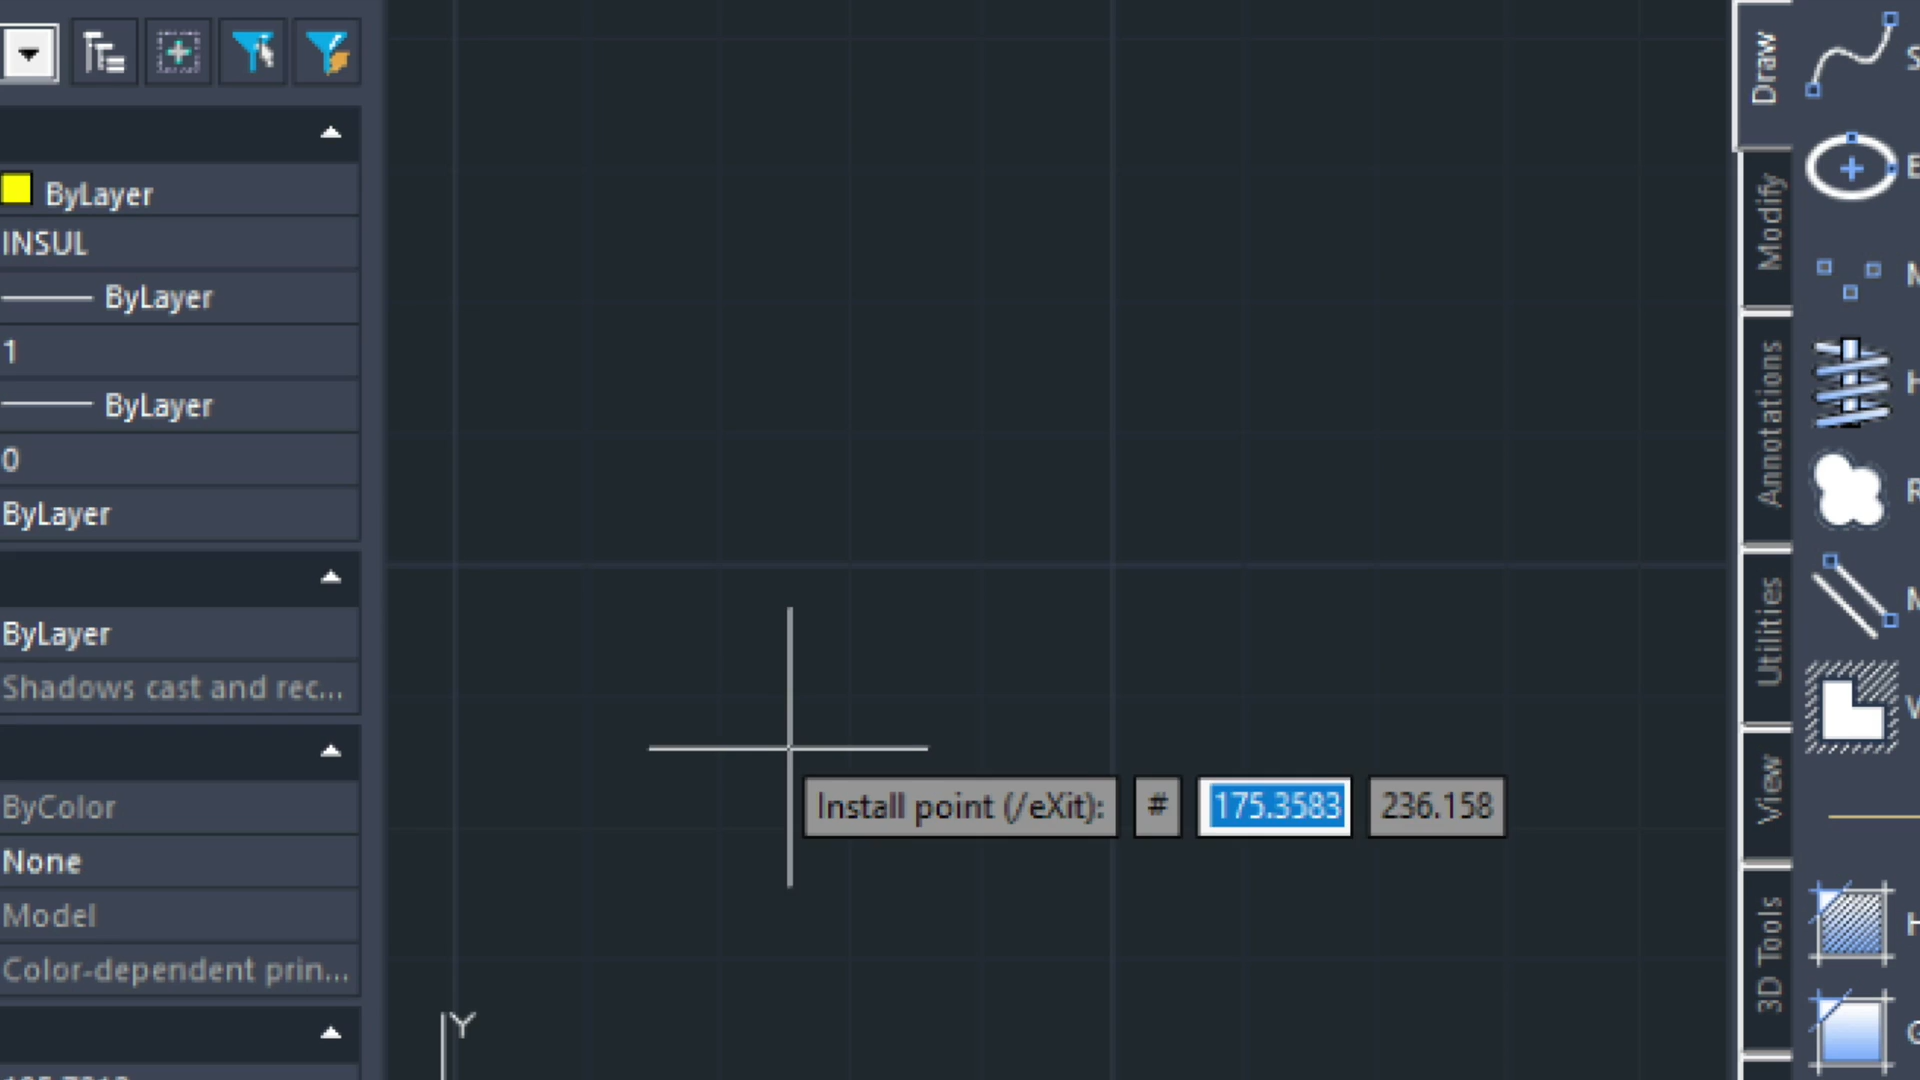 ByLayer
INSUL
ByLayer
1
ByLayer
0
ByLayer
ByLayer
Shadows cast and rec...
ByColor
None
Model
Color-dependent prin...
Install point (/eXit): # 175.3583 236.158
Y
Draw
Modify
Annotations
Utilities
View
3D Tools